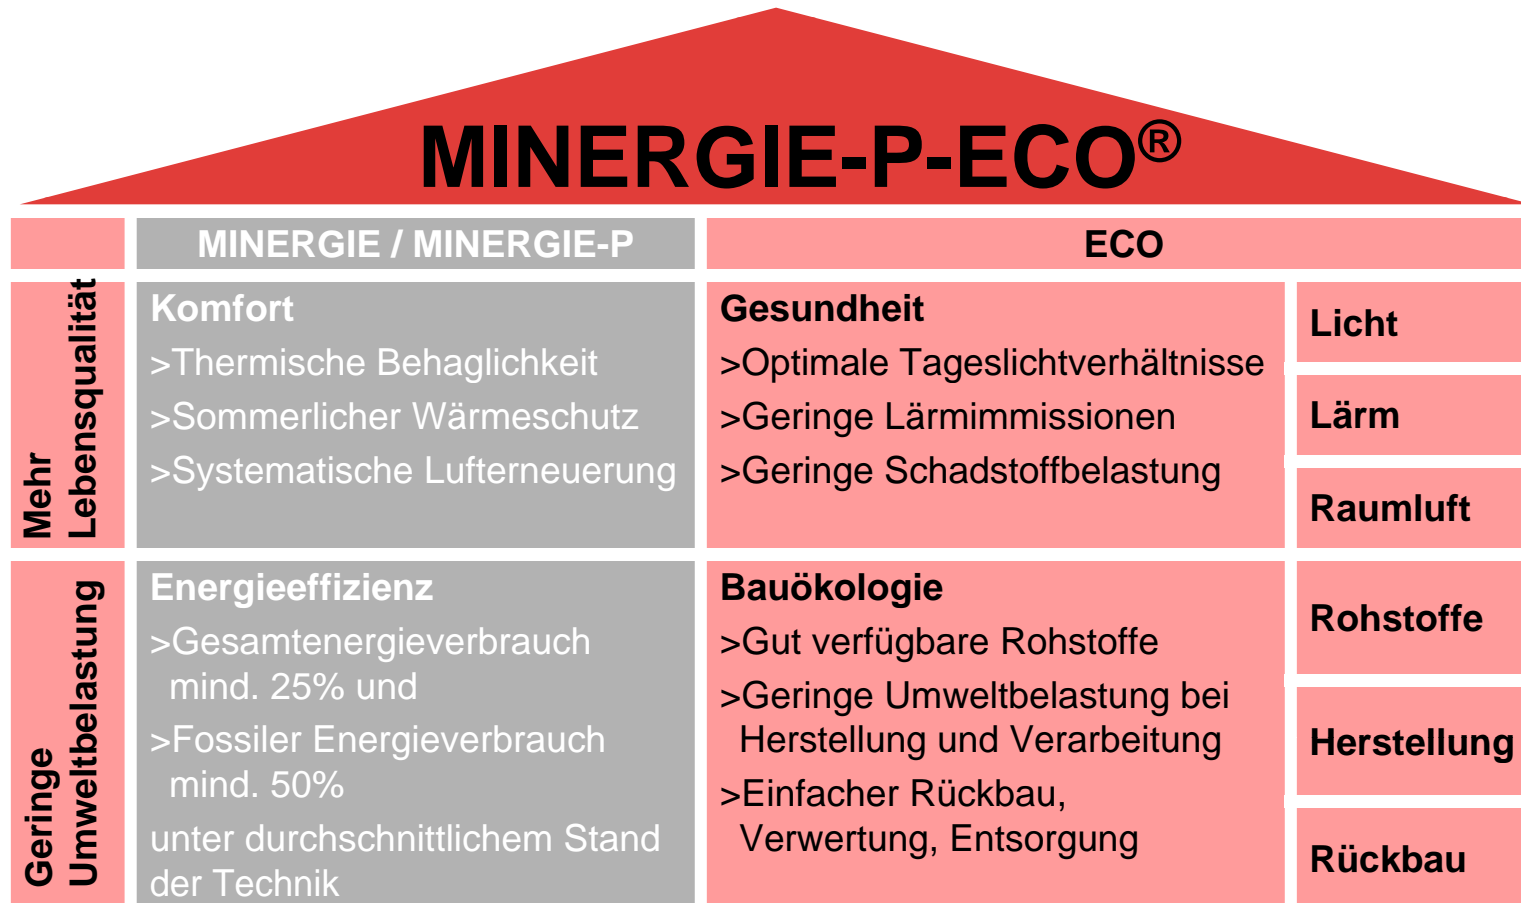 MINERGIE-P-ECO®
MINERGIE / MINERGIE-P
ECO
Mehr
Lebensqualität
Komfort
>Thermische Behaglichkeit
>Sommerlicher Wärmeschutz
>Systematische Lufterneuerung
Gesundheit
>Optimale Tageslichtverhältnisse
>Geringe Lärmimmissionen
>Geringe Schadstoffbelastung
Licht
Lärm
Raumluft
Geringe
Umweltbelastung
Energieeffizienz
>Gesamtenergieverbrauch
mind. 25% und
>Fossiler Energieverbrauch
mind. 50%
unter durchschnittlichem Stand
der Technik
Bauökologie
>Gut verfügbare Rohstoffe
>Geringe Umweltbelastung bei
Herstellung und Verarbeitung
>Einfacher Rückbau,
Verwertung, Entsorgung
Rohstoffe
Herstellung
Rückbau